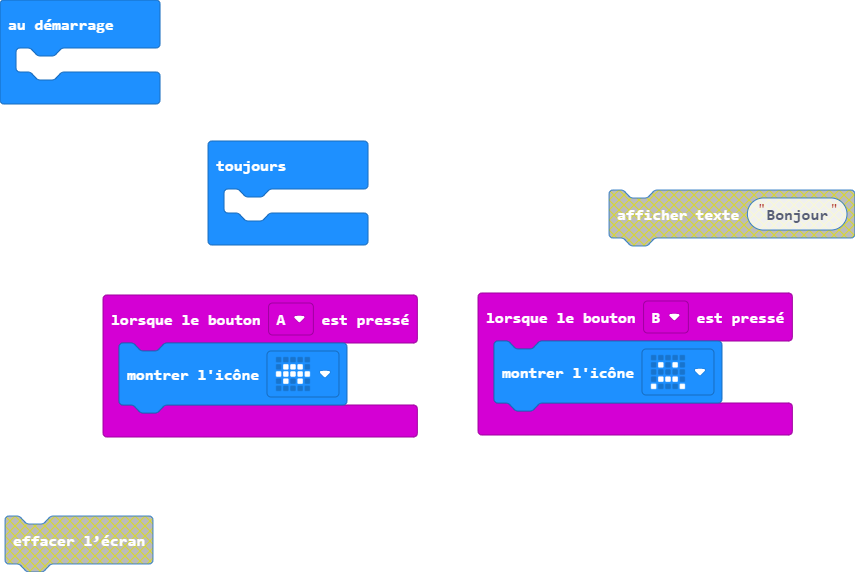 au démarrage
toujours
afficher texte "Bonjour"
lorsque le bouton A est pressé
montrer l'icône
lorsque le bouton B est pressé
montrer l'icône
effacer l’écran